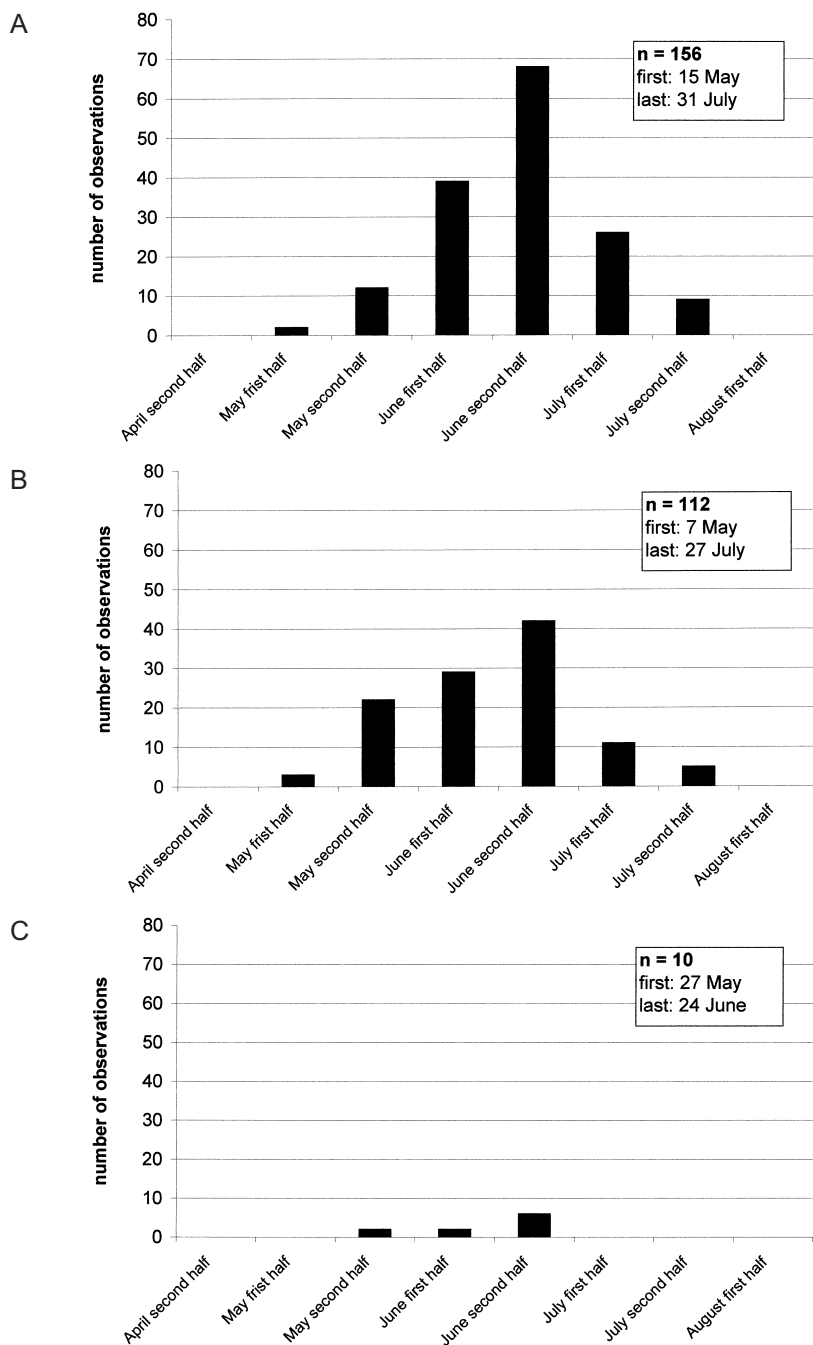 A
80
70
60
50
40
30
20
10
0
number of observations
n = 156
first: 15 May
last: 31 July
April second half
May frist half
May second half
June first half
June second half
July first half
July second half
August first half
B
80
70
60
50
40
30
20
10
0
number of observations
n = 112
first: 7 May
last: 27 July
April second half
May frist half
May second half
June first half
June second half
July first half
July second half
August first half
C
80
70
60
50
40
30
20
10
0
number of observations
n = 10
first: 27 May
last: 24 June
April second half
May frist half
May second half
June first half
June second half
July first half
July second half
August first half